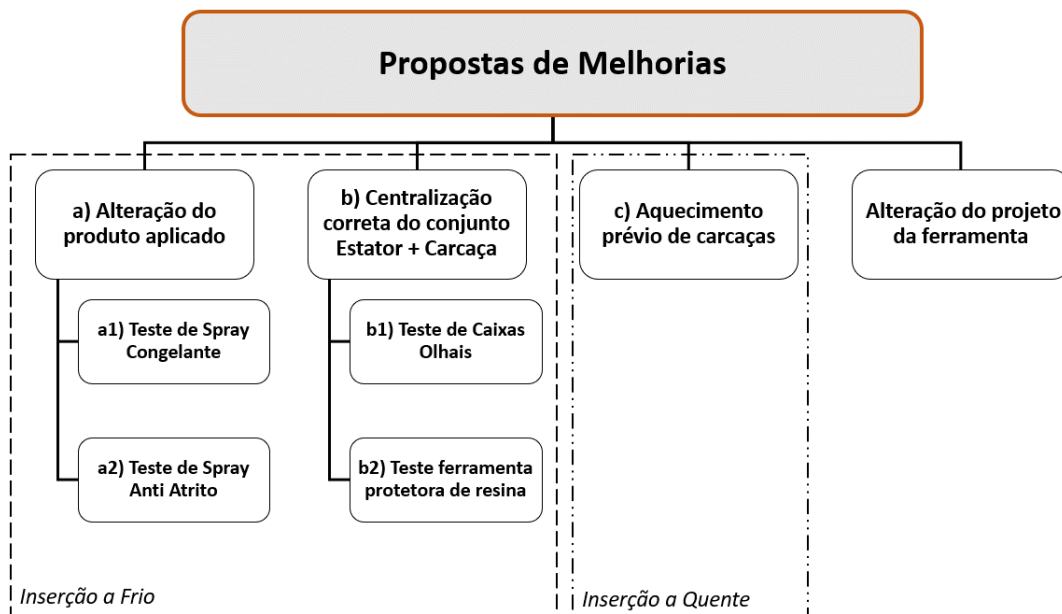 Propostas de Melhorias
a) Alteração do
produto aplicado
b) Centralização
correta do conjunto
Estator + Carcaça
c) Aquecimento
prévio de carcaças
Alteração do projeto
da ferramenta
a1) Teste de Spray
Congelante
b1) Teste de Caixas
Olhais
a2) Teste de Spray
Anti Atrito
b2) Teste ferramenta
protetora de resina
Inserção a Frio
Inserção a Quente